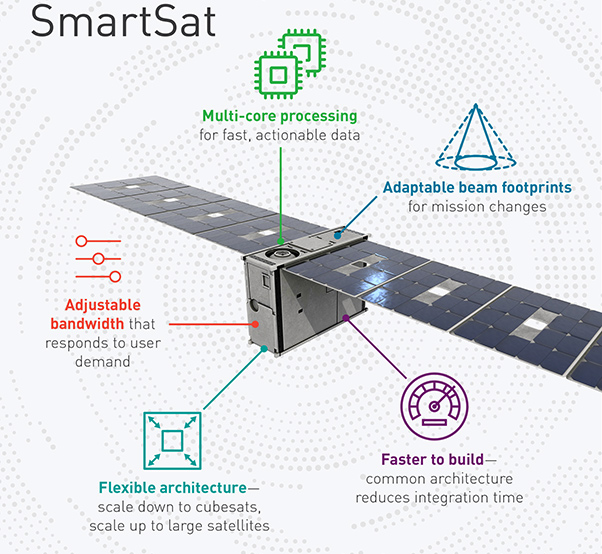 SmartSat
Multi-core processing
for fast, actionable data
Adaptable beam footprints
for mission changes
Adjustable
bandwidth that
responds to user
demand
Faster to build—
common architecture
reduces integration time
Flexible architecture—
scale down to cubesats,
scale up to large satellites